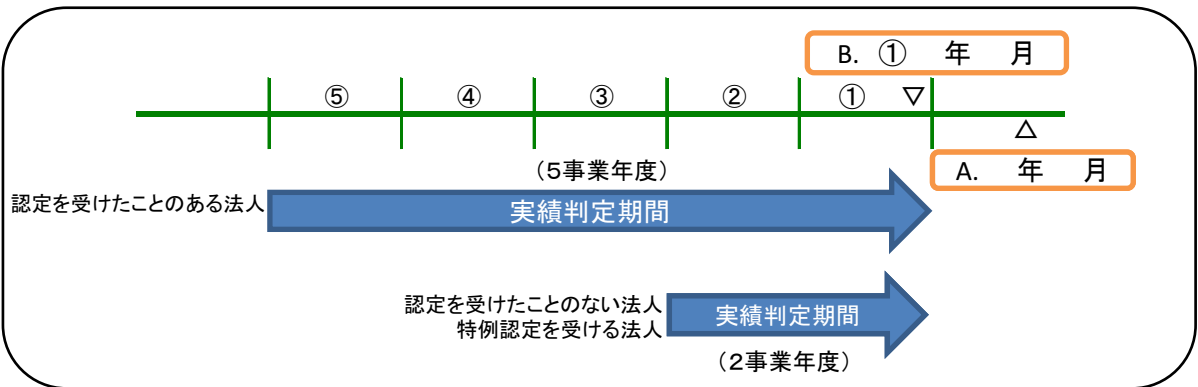 B. ① 年 月
⑤ ④ ③ ② ① ▽
△
(5事業年度)
A. 年 月
認定を受けたことのある法人
実績判定期間
認定を受けたことのない法人
特例認定を受ける法人
実績判定期間
(2事業年度)